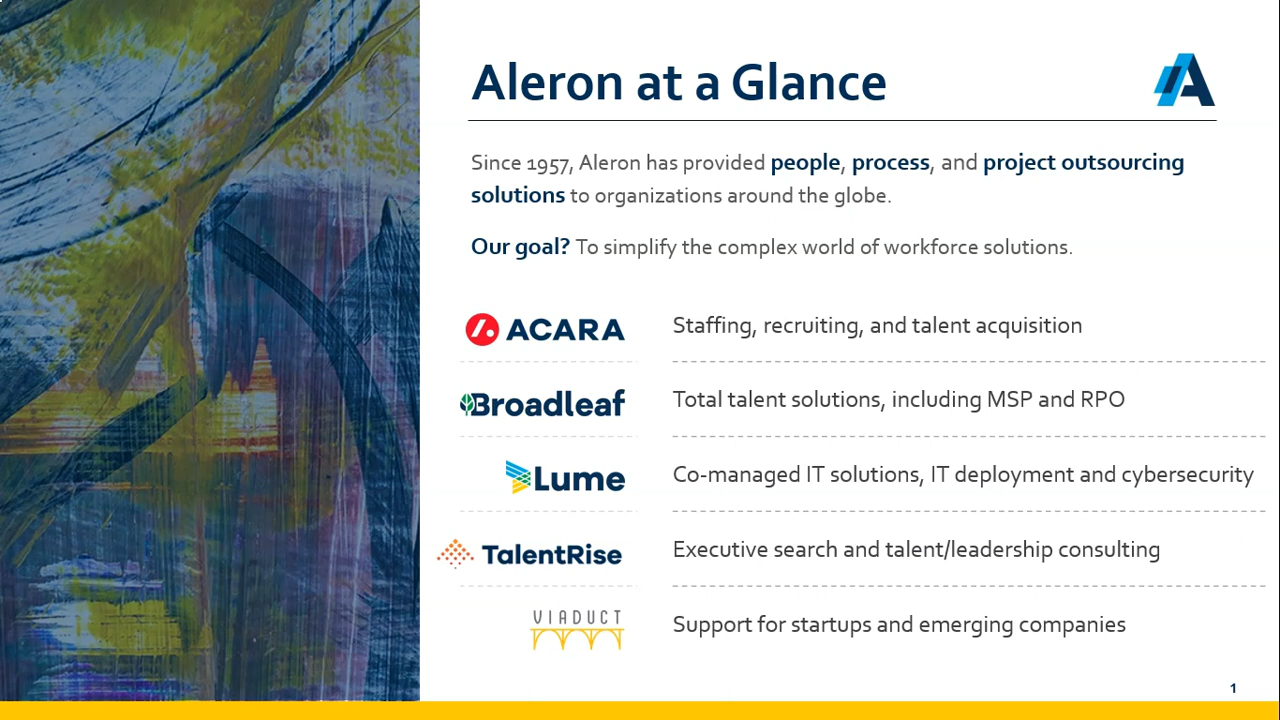 Aleron at a Glance
Since 1957, Aleron has provided people, process, and project outsourcing
solutions to organizations around the globe.
Our goal? To simplify the complex world of workforce solutions.
ACARA
Staffing, recruiting, and talent acquisition
Broadleaf
Total talent solutions, including MSP and RPO
Lume
Co-managed IT solutions, IT deployment and cybersecurity
TalentRise
Executive search and talent/leadership consulting
VIADUCT
Support for startups and emerging companies
1